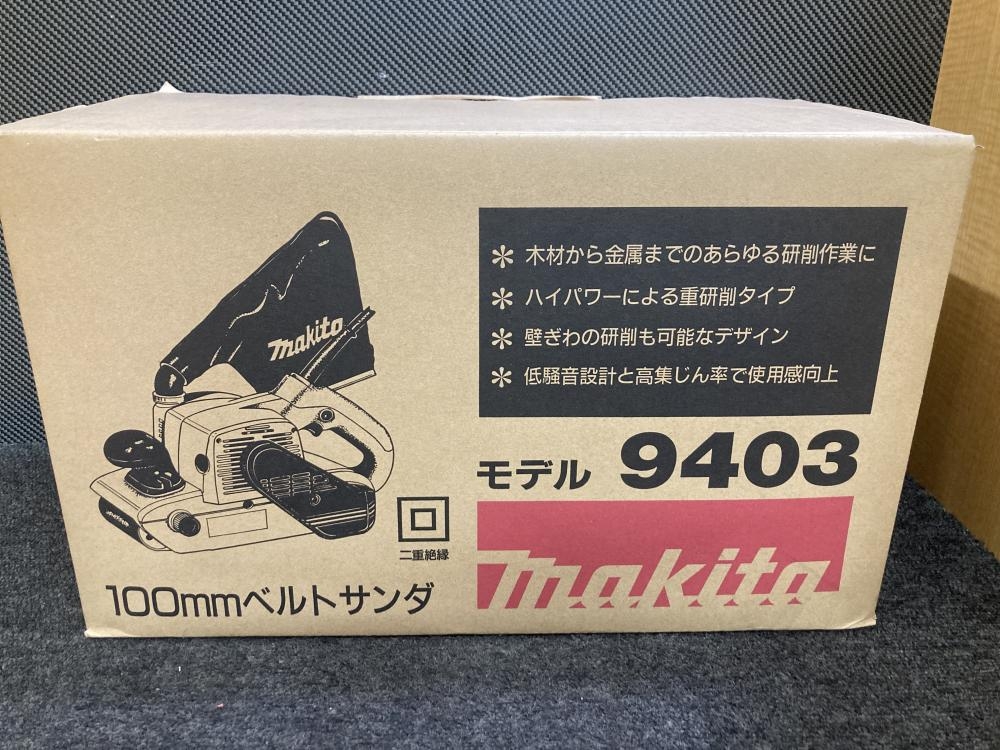 ＊ 木材から金属までのあらゆる研削作業に
＊ ハイパワーによる重研削タイプ
＊ 壁ぎわの研削も可能なデザイン
＊ 低騒音設計と高集じん率で使用感向上
makita
makita
二重絶縁
100mmベルトサンダ
モデル 9403
makita